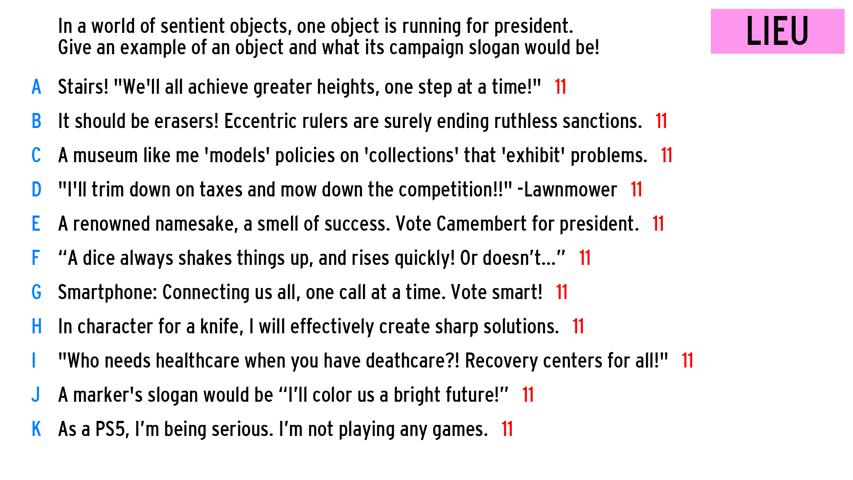 In a world of sentient objects, one object is running for president.
Give an example of an object and what its campaign slogan would be!
LIEU
A Stairs! "We'll all achieve greater heights, one step at a time!" 11
B It should be erasers! Eccentric rulers are surely ending ruthless sanctions. 11
C A museum like me 'models' policies on 'collections' that 'exhibit' problems. 11
D "I'll trim down on taxes and mow down the competition!!" -Lawnmower 11
E A renowned namesake, a smell of success. Vote Camembert for president. 11
F “A dice always shakes things up, and rises quickly! Or doesn’t...” 11
G Smartphone: Connecting us all, one call at a time. Vote smart! 11
H In character for a knife, I will effectively create sharp solutions. 11
I "Who needs healthcare when you have deathcare?! Recovery centers for all!" 11
J A marker's slogan would be “I’ll color us a bright future!” 11
K As a PS5, I’m being serious. I’m not playing any games. 11